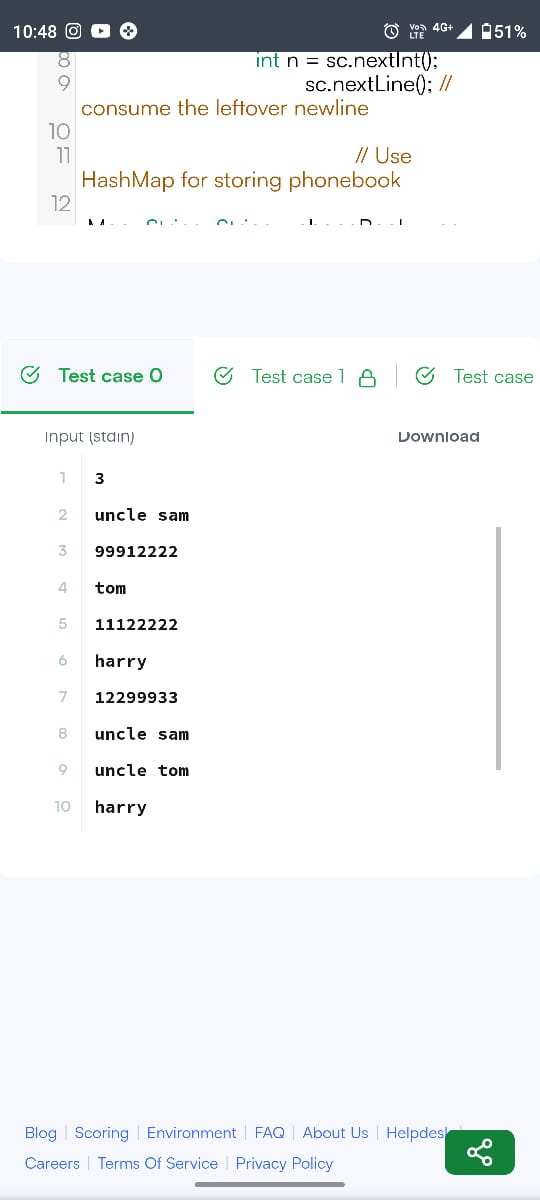 10:48 VoD LTE 4G+ 51%
8 int n = sc.nextInt();
9 sc.nextLine(); //
consume the leftover newline
10
11 // Use
HashMap for storing phonebook
12
Test case 0 Test case 1 Test case
Input (stdin) Download
1 3
2 uncle sam
3 99912222
4 tom
5 11122222
6 harry
7 12299933
8 uncle sam
9 uncle tom
10 harry
Blog | Scoring | Environment | FAQ | About Us | Helpdesk
Careers | Terms Of Service | Privacy Policy